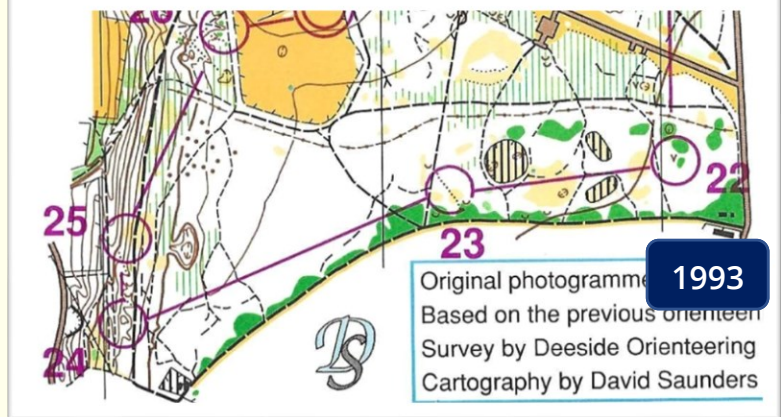 25
22
23
24
DS
Original photogramme
1993
Based on the previous orienteeri
Survey by Deeside Orienteering
Cartography by David Saunders